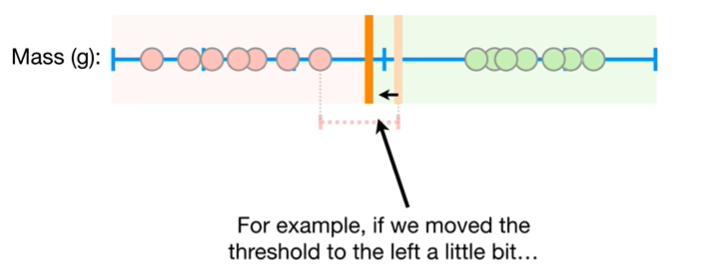 Mass (g):
For example, if we moved the
threshold to the left a little bit…